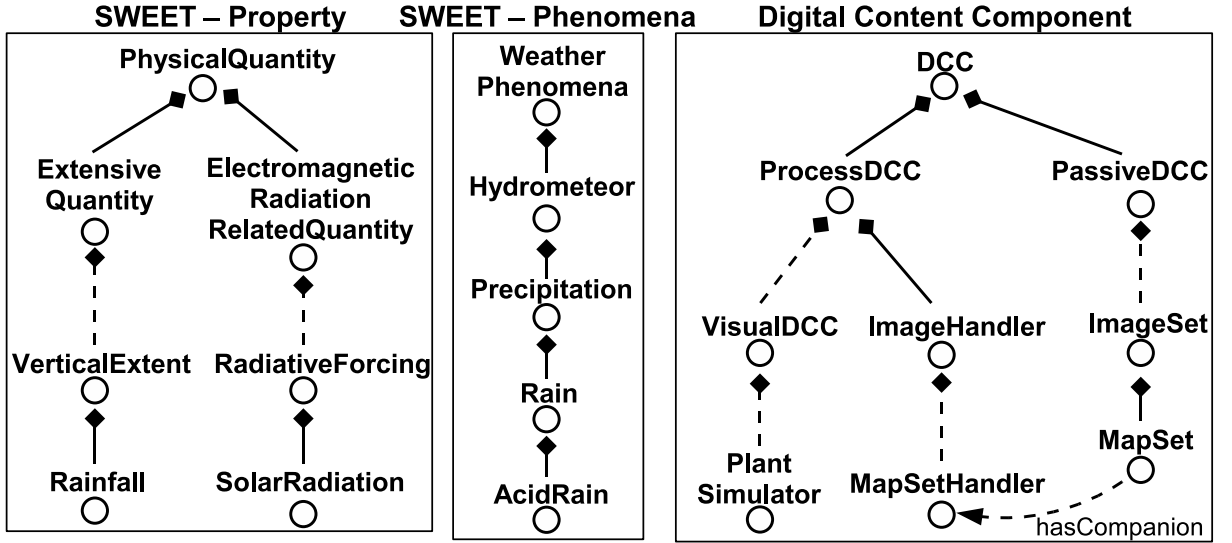 SWEET – Property
PhysicalQuantity
Extensive
Quantity
Electromagnetic
Radiation
RelatedQuantity
VerticalExtent
RadiativeForcing
Rainfall
SolarRadiation
SWEET – Phenomena
Weather
Phenomena
Hydrometeor
Precipitation
Rain
AcidRain
Digital Content Component
DCC
ProcessDCC
PassiveDCC
VisualDCC
ImageHandler
ImageSet
MapSet
Plant
Simulator
MapSetHandler
hasCompanion